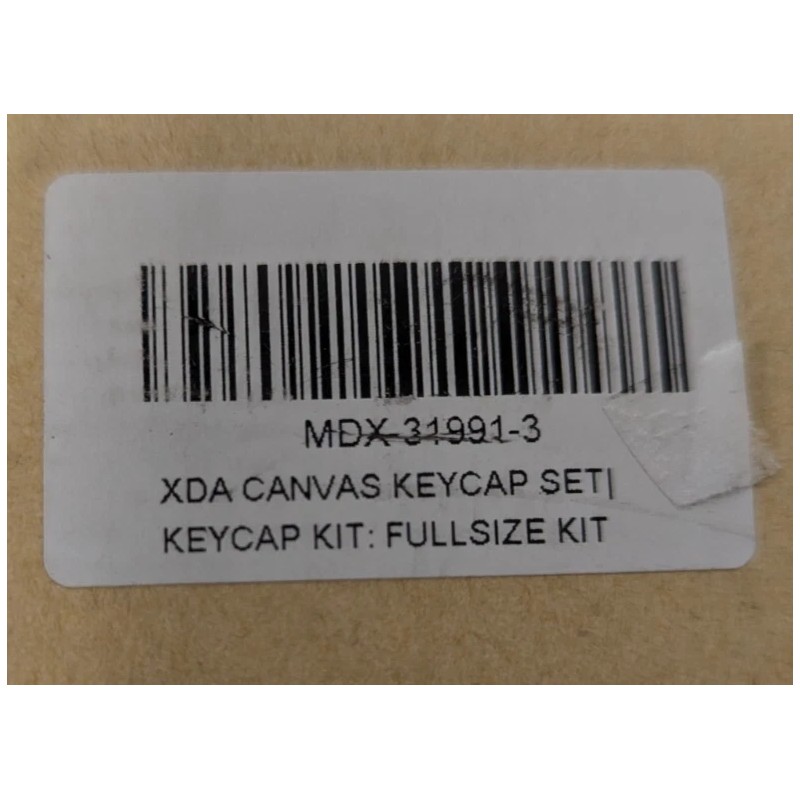 MDX-31991-3
XDA CANVAS KEYCAP SET|
KEYCAP KIT: FULLSIZE KIT